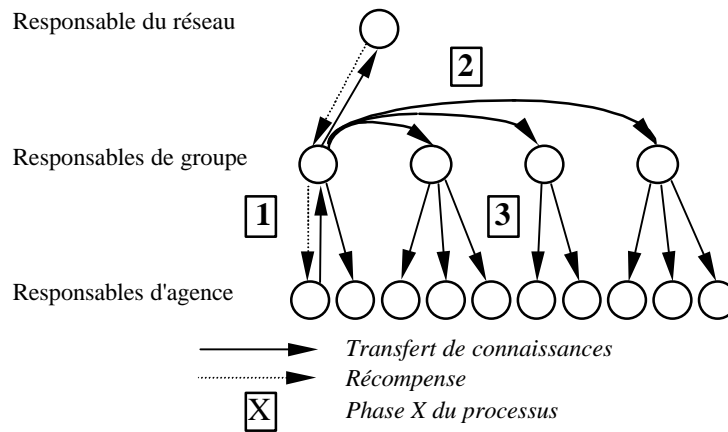 Responsable du réseau
2
Responsables de groupe
1
3
Responsables d'agence
Transfert de connaissances
Récompense
X
Phase X du processus